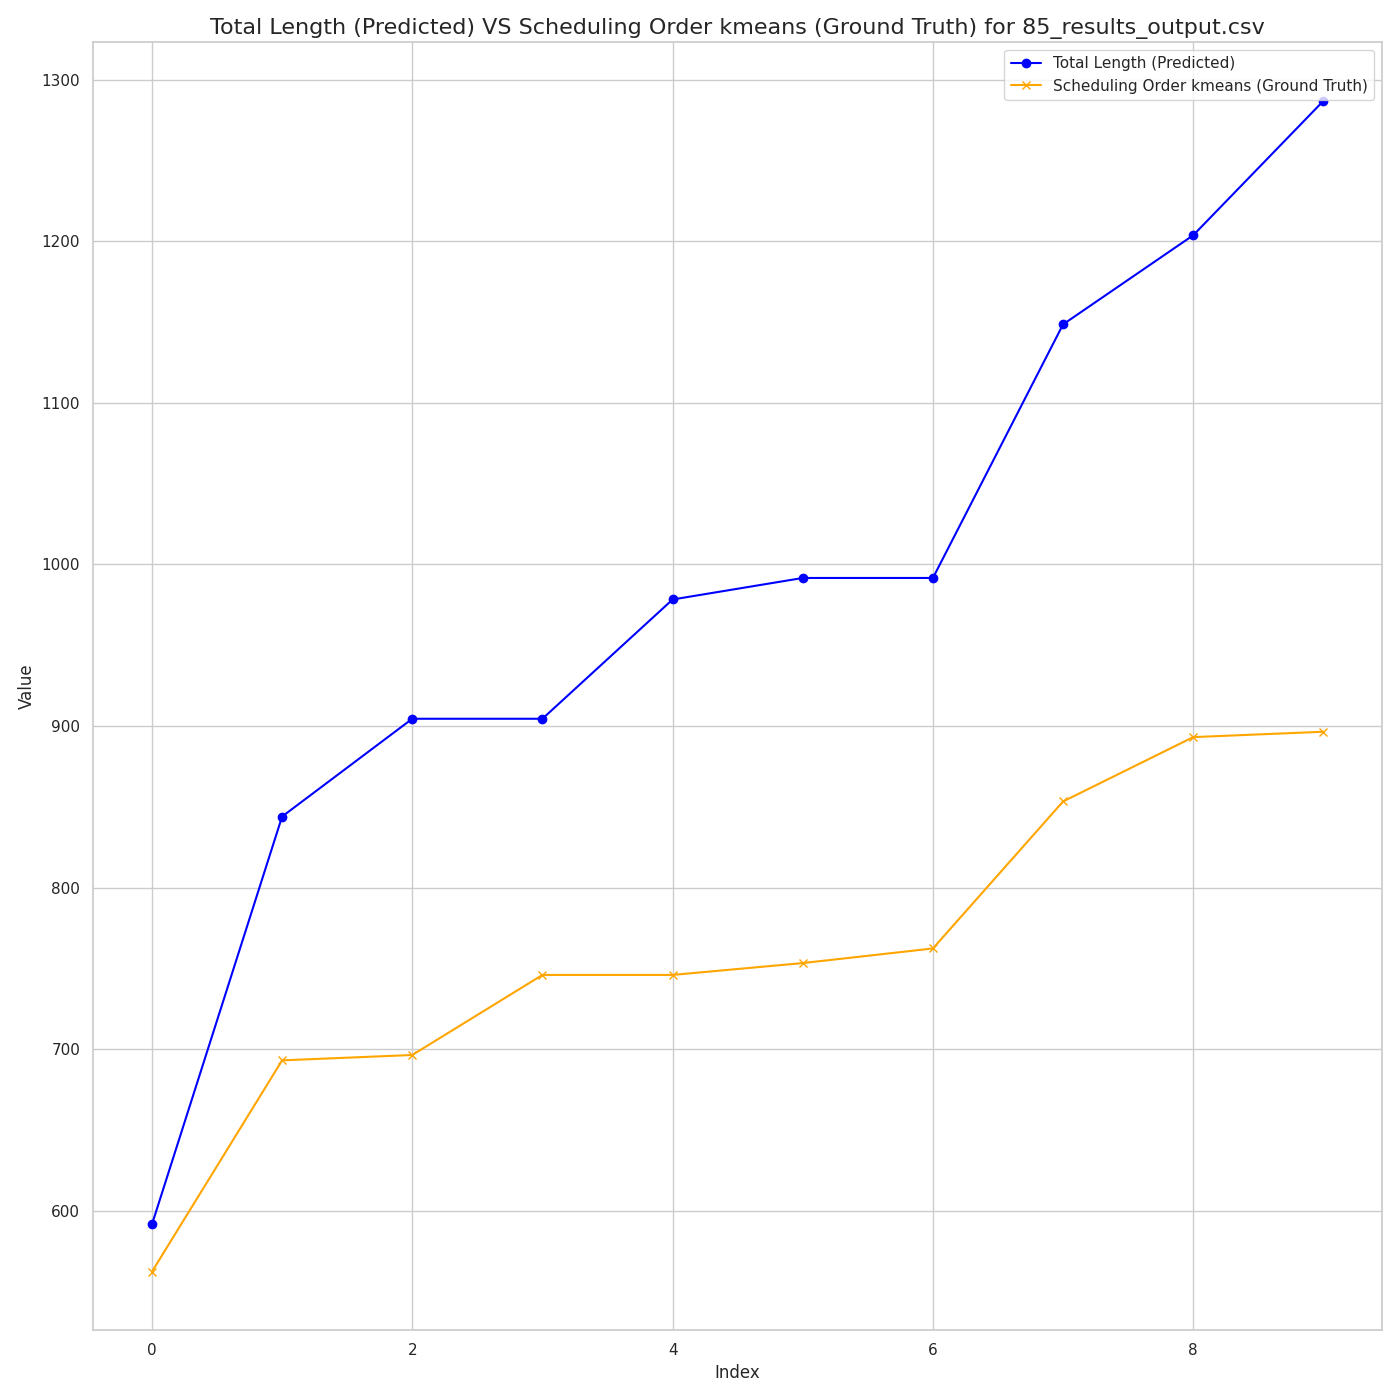 Total Length (Predicted) VS Scheduling Order kmeans (Ground Truth) for 85_results_output.csv
Total Length (Predicted)
Scheduling Order kmeans (Ground Truth)
1300
1200
1100
1000
900
800
700
600
Value
0 2 4 6 8
Index